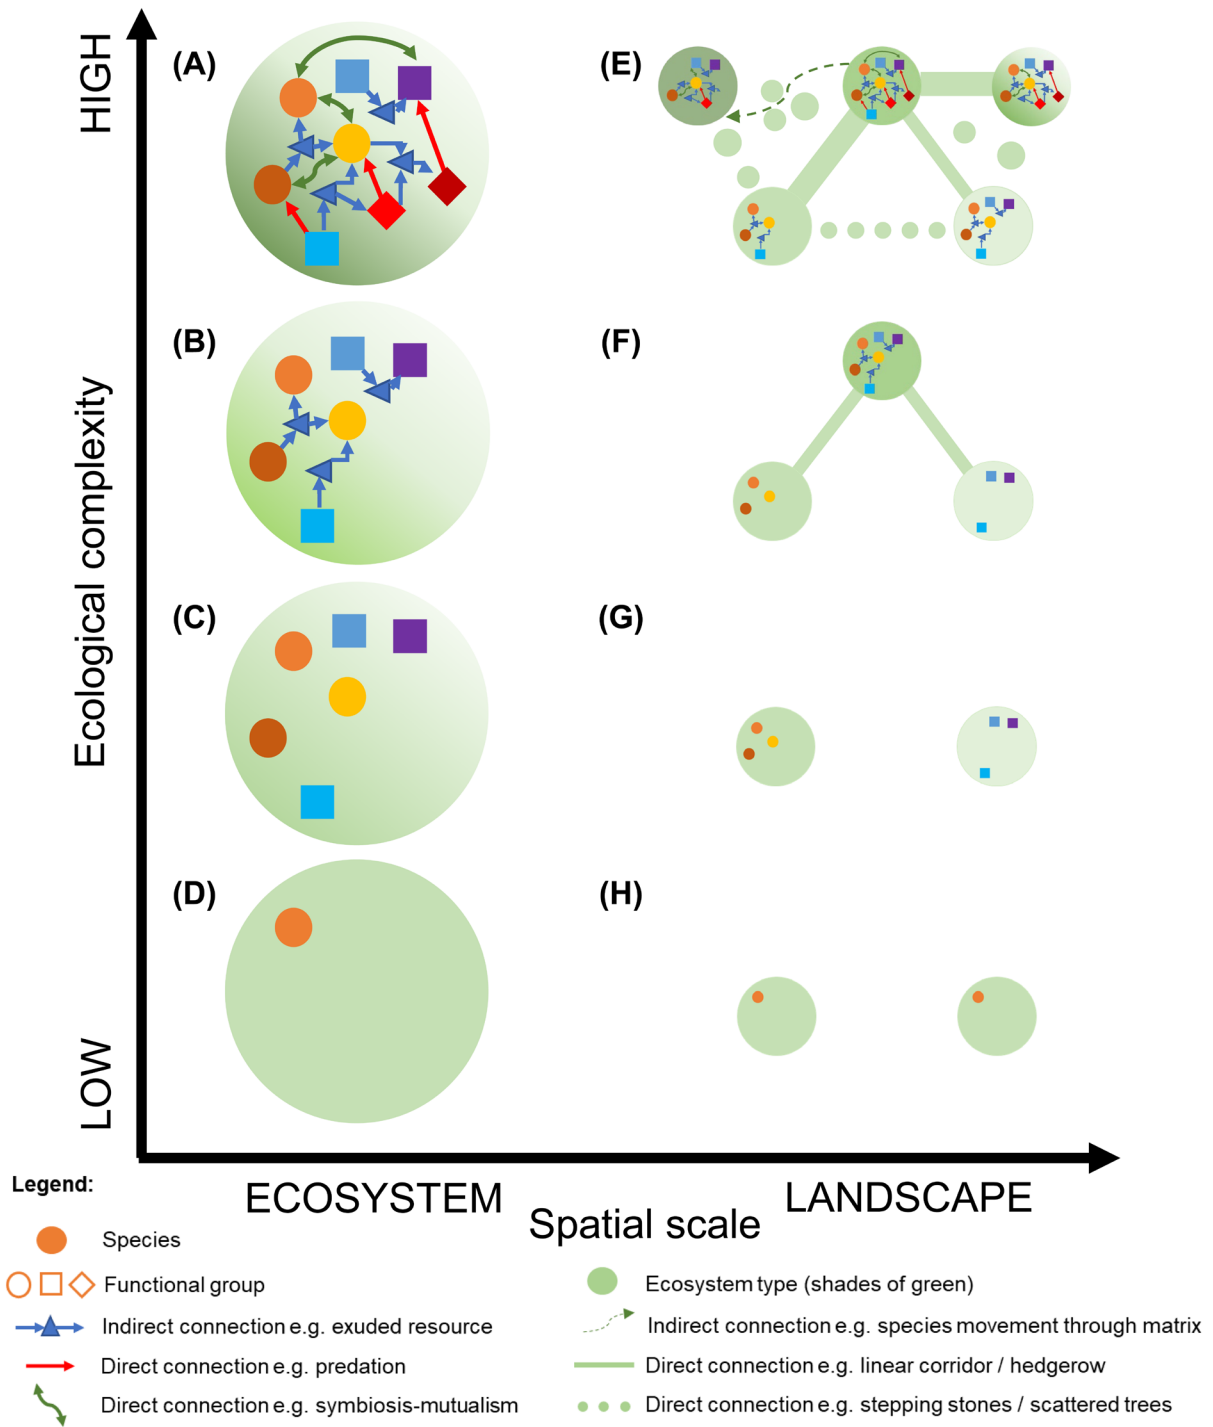 HIGH
Ecological complexity
LOW
(A)
(B)
(C)
(D)
(E)
(F)
(G)
(H)
ECOSYSTEM
LANDSCAPE
Spatial scale
Legend:
Species
Functional group
Indirect connection e.g. exuded resource
Direct connection e.g. predation
Direct connection e.g. symbiosis-mutualism
Ecosystem type (shades of green)
Indirect connection e.g. species movement through matrix
Direct connection e.g. linear corridor / hedgerow
Direct connection e.g. stepping stones / scattered trees